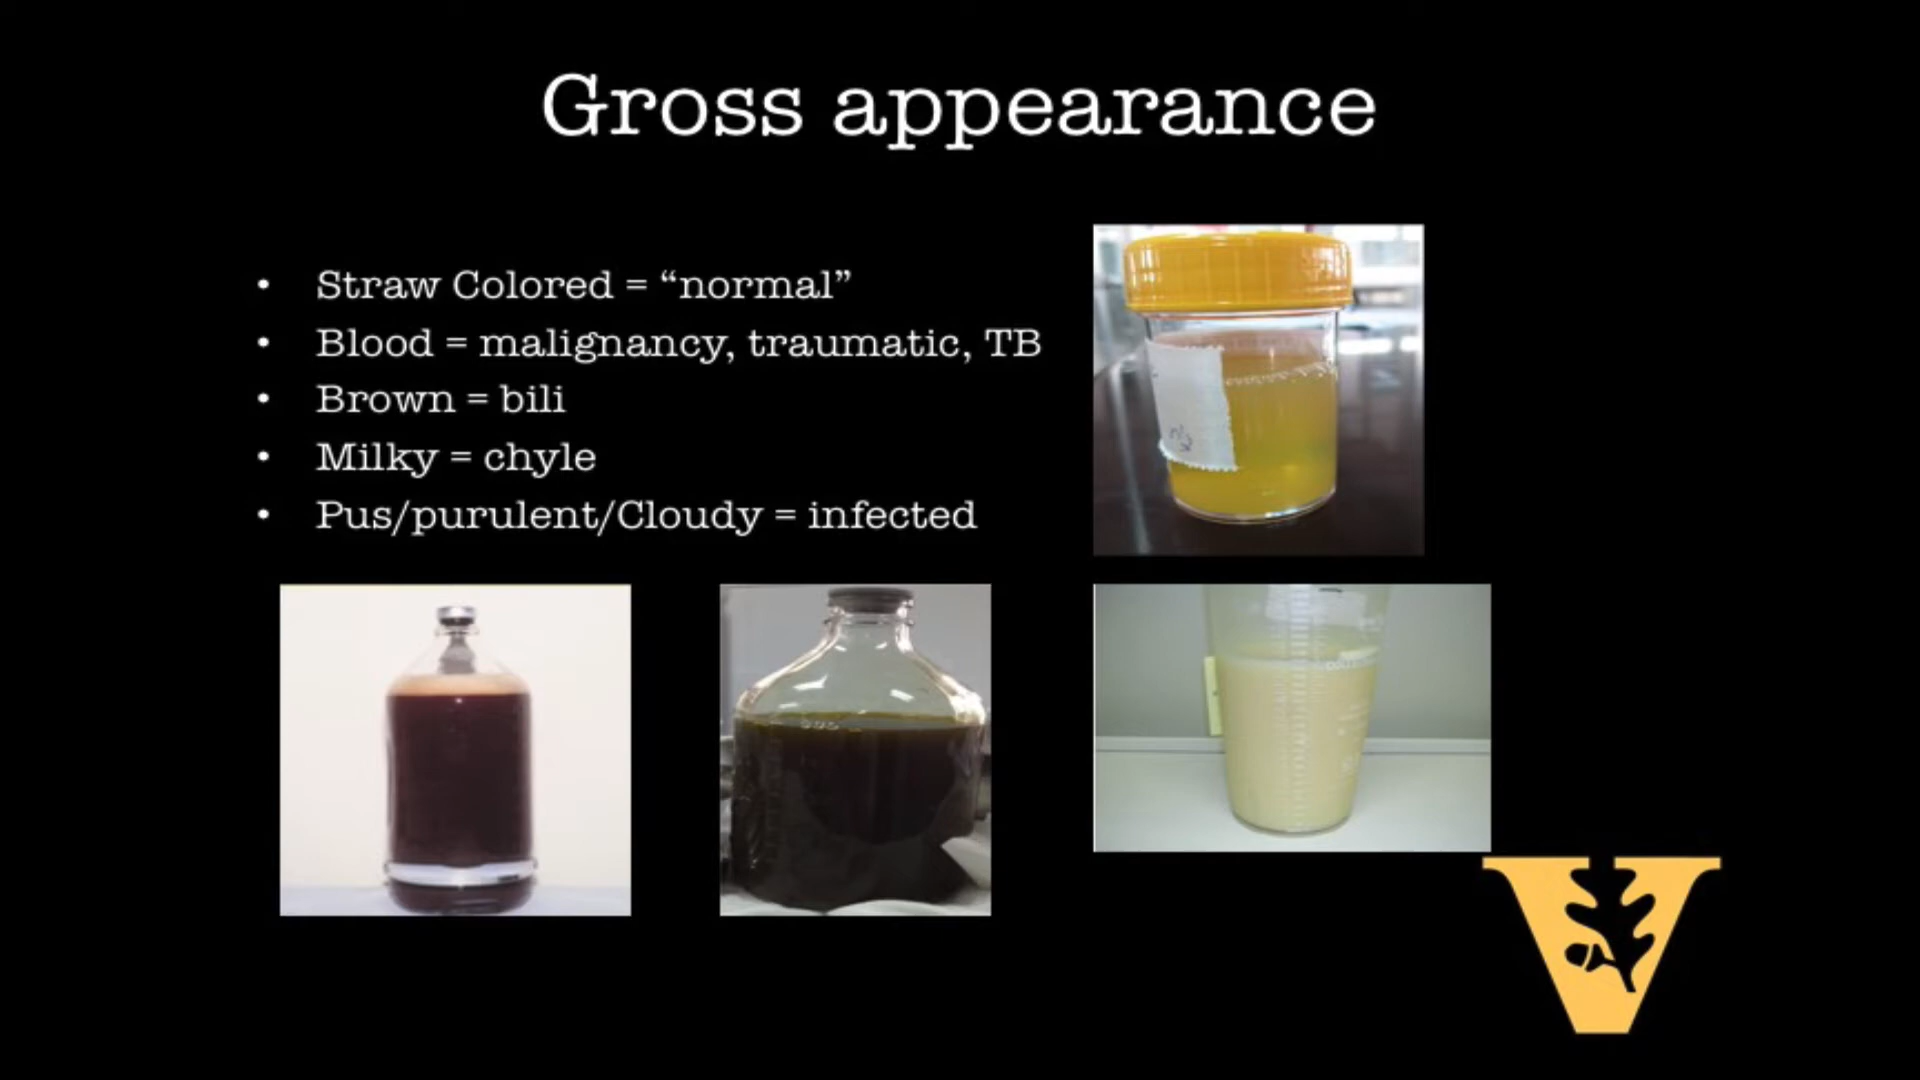 Gross appearance
• Straw Colored = “normal”
• Blood = malignancy, traumatic, TB
• Brown = bili
• Milky = chyle
• Pus/purulent/Cloudy = infected